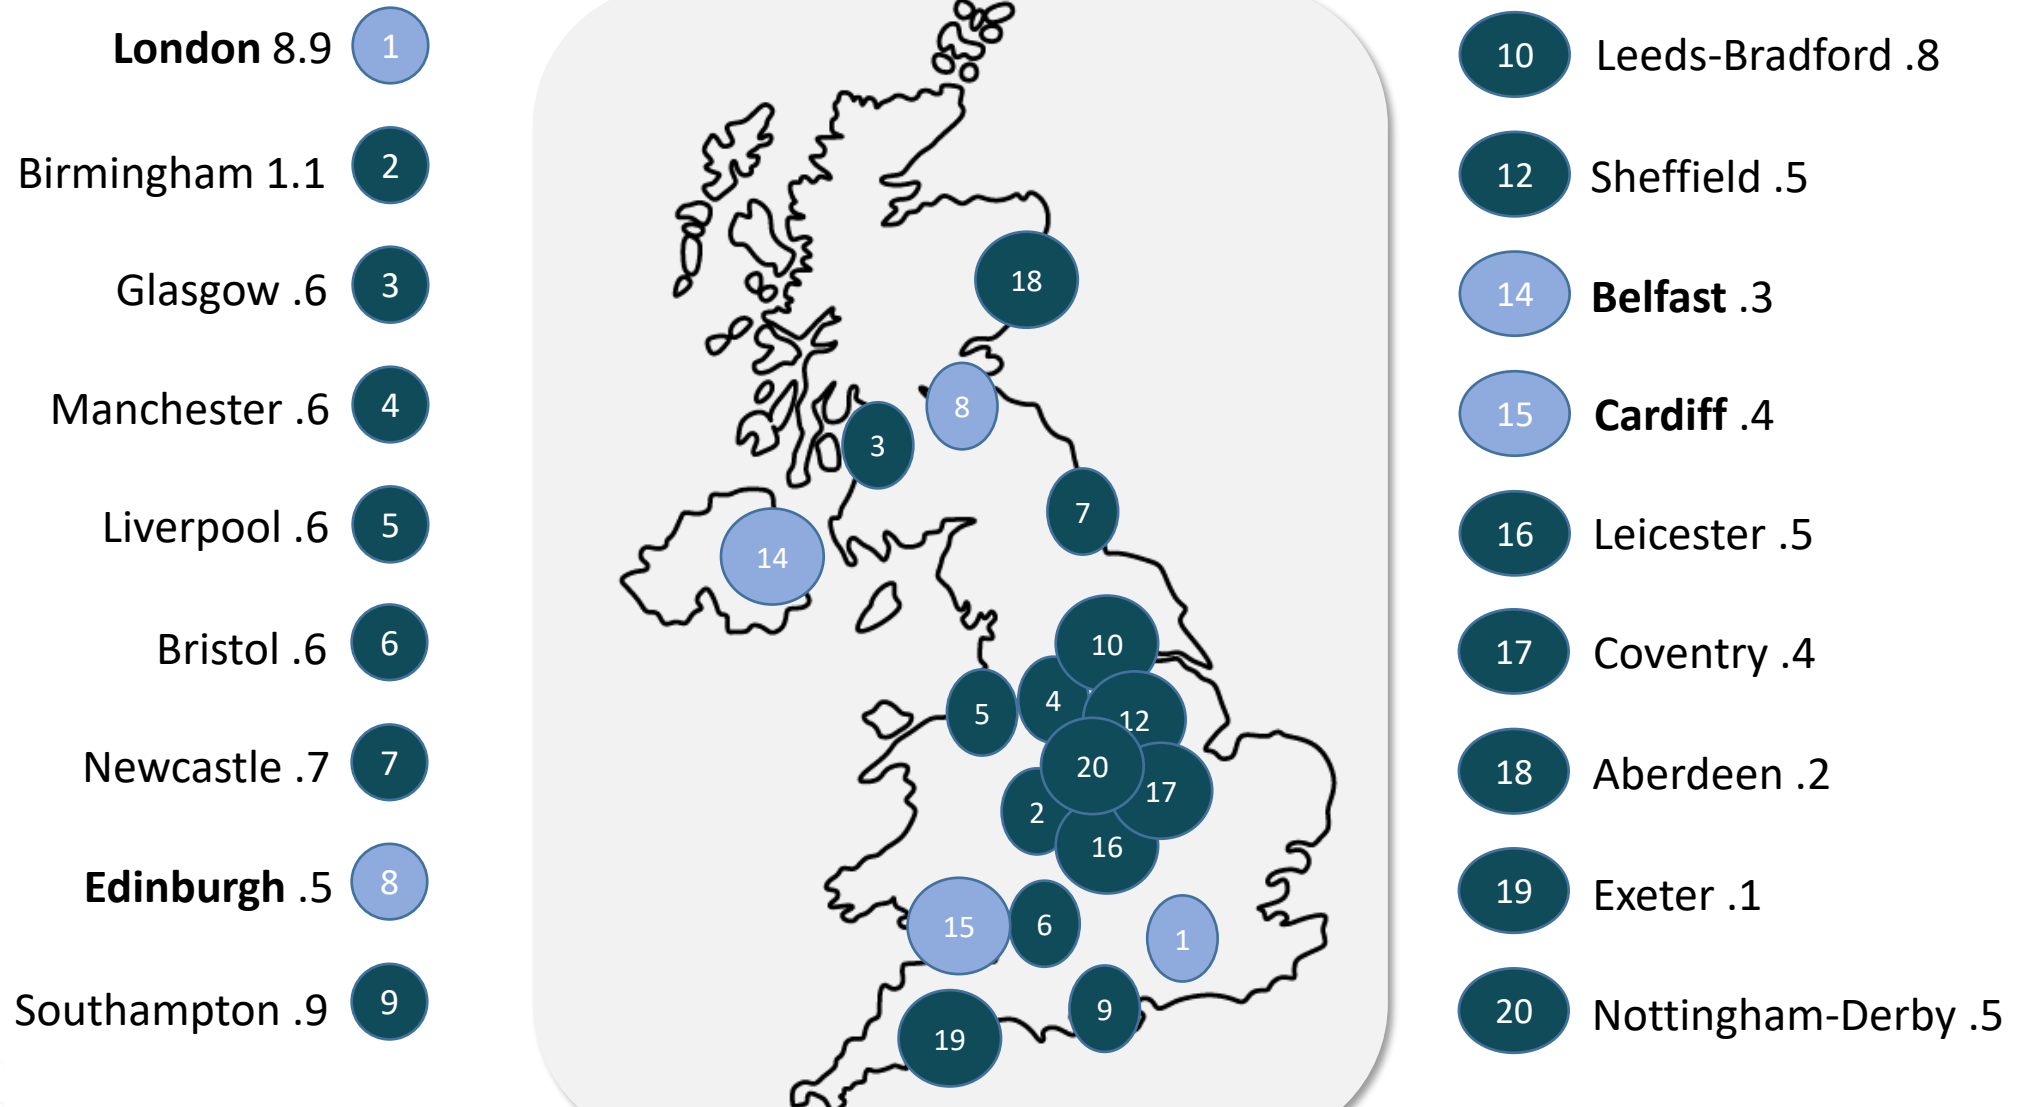 London 8.9 1
Birmingham 1.1 2
Glasgow .6 3
Manchester .6 4
Liverpool .6 5
Bristol .6 6
Newcastle .7 7
Edinburgh .5 8
Southampton .9 9
18
8
3
7
14
10
4
5
12
20
17
2
16
15
6
1
9
19
10 Leeds-Bradford .8
12 Sheffield .5
14 Belfast .3
15 Cardiff .4
16 Leicester .5
17 Coventry .4
18 Aberdeen .2
19 Exeter .1
20 Nottingham-Derby .5